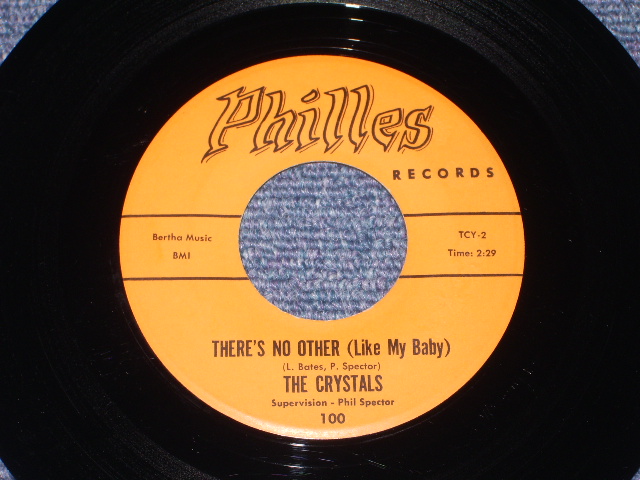 Philles
RECORDS
Bertha Music
BMI
TCY-2
Time: 2:29
THERE'S NO OTHER (Like My Baby)
(L. Bates, P. Spector)
THE CRYSTALS
Supervision - Phil Spector
100